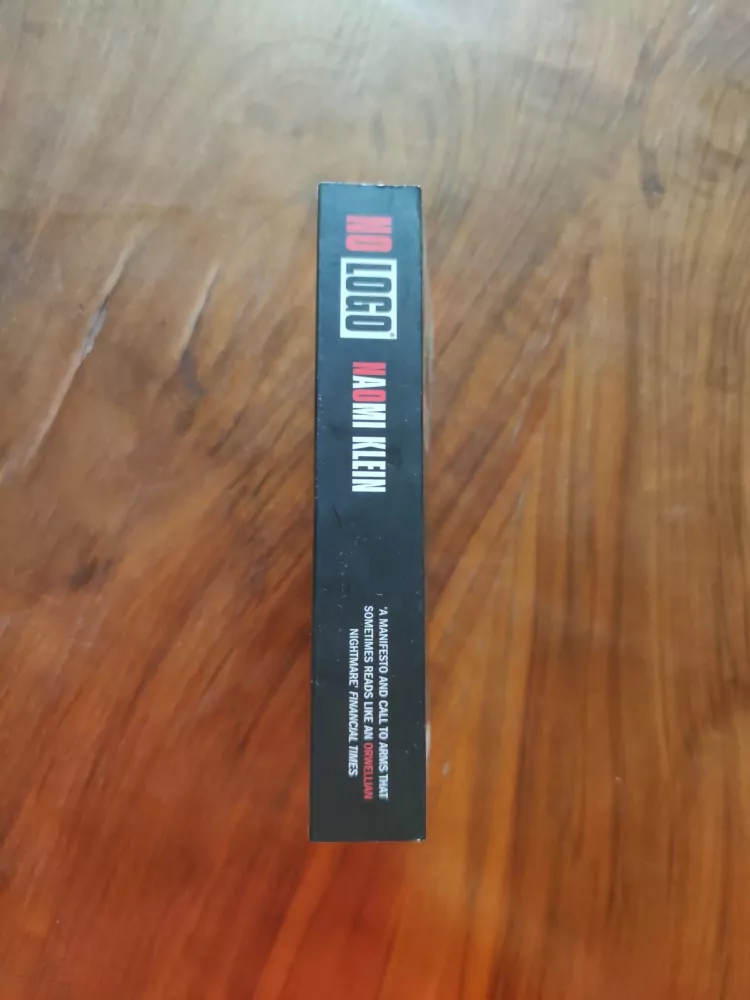 NO LOGO
NAOMI KLEIN
'A MANIFESTO AND CALL TO ARMS THAT
SOMETIMES READS LIKE AN ORWELLIAN
NIGHTMARE' FINANCIAL TIMES